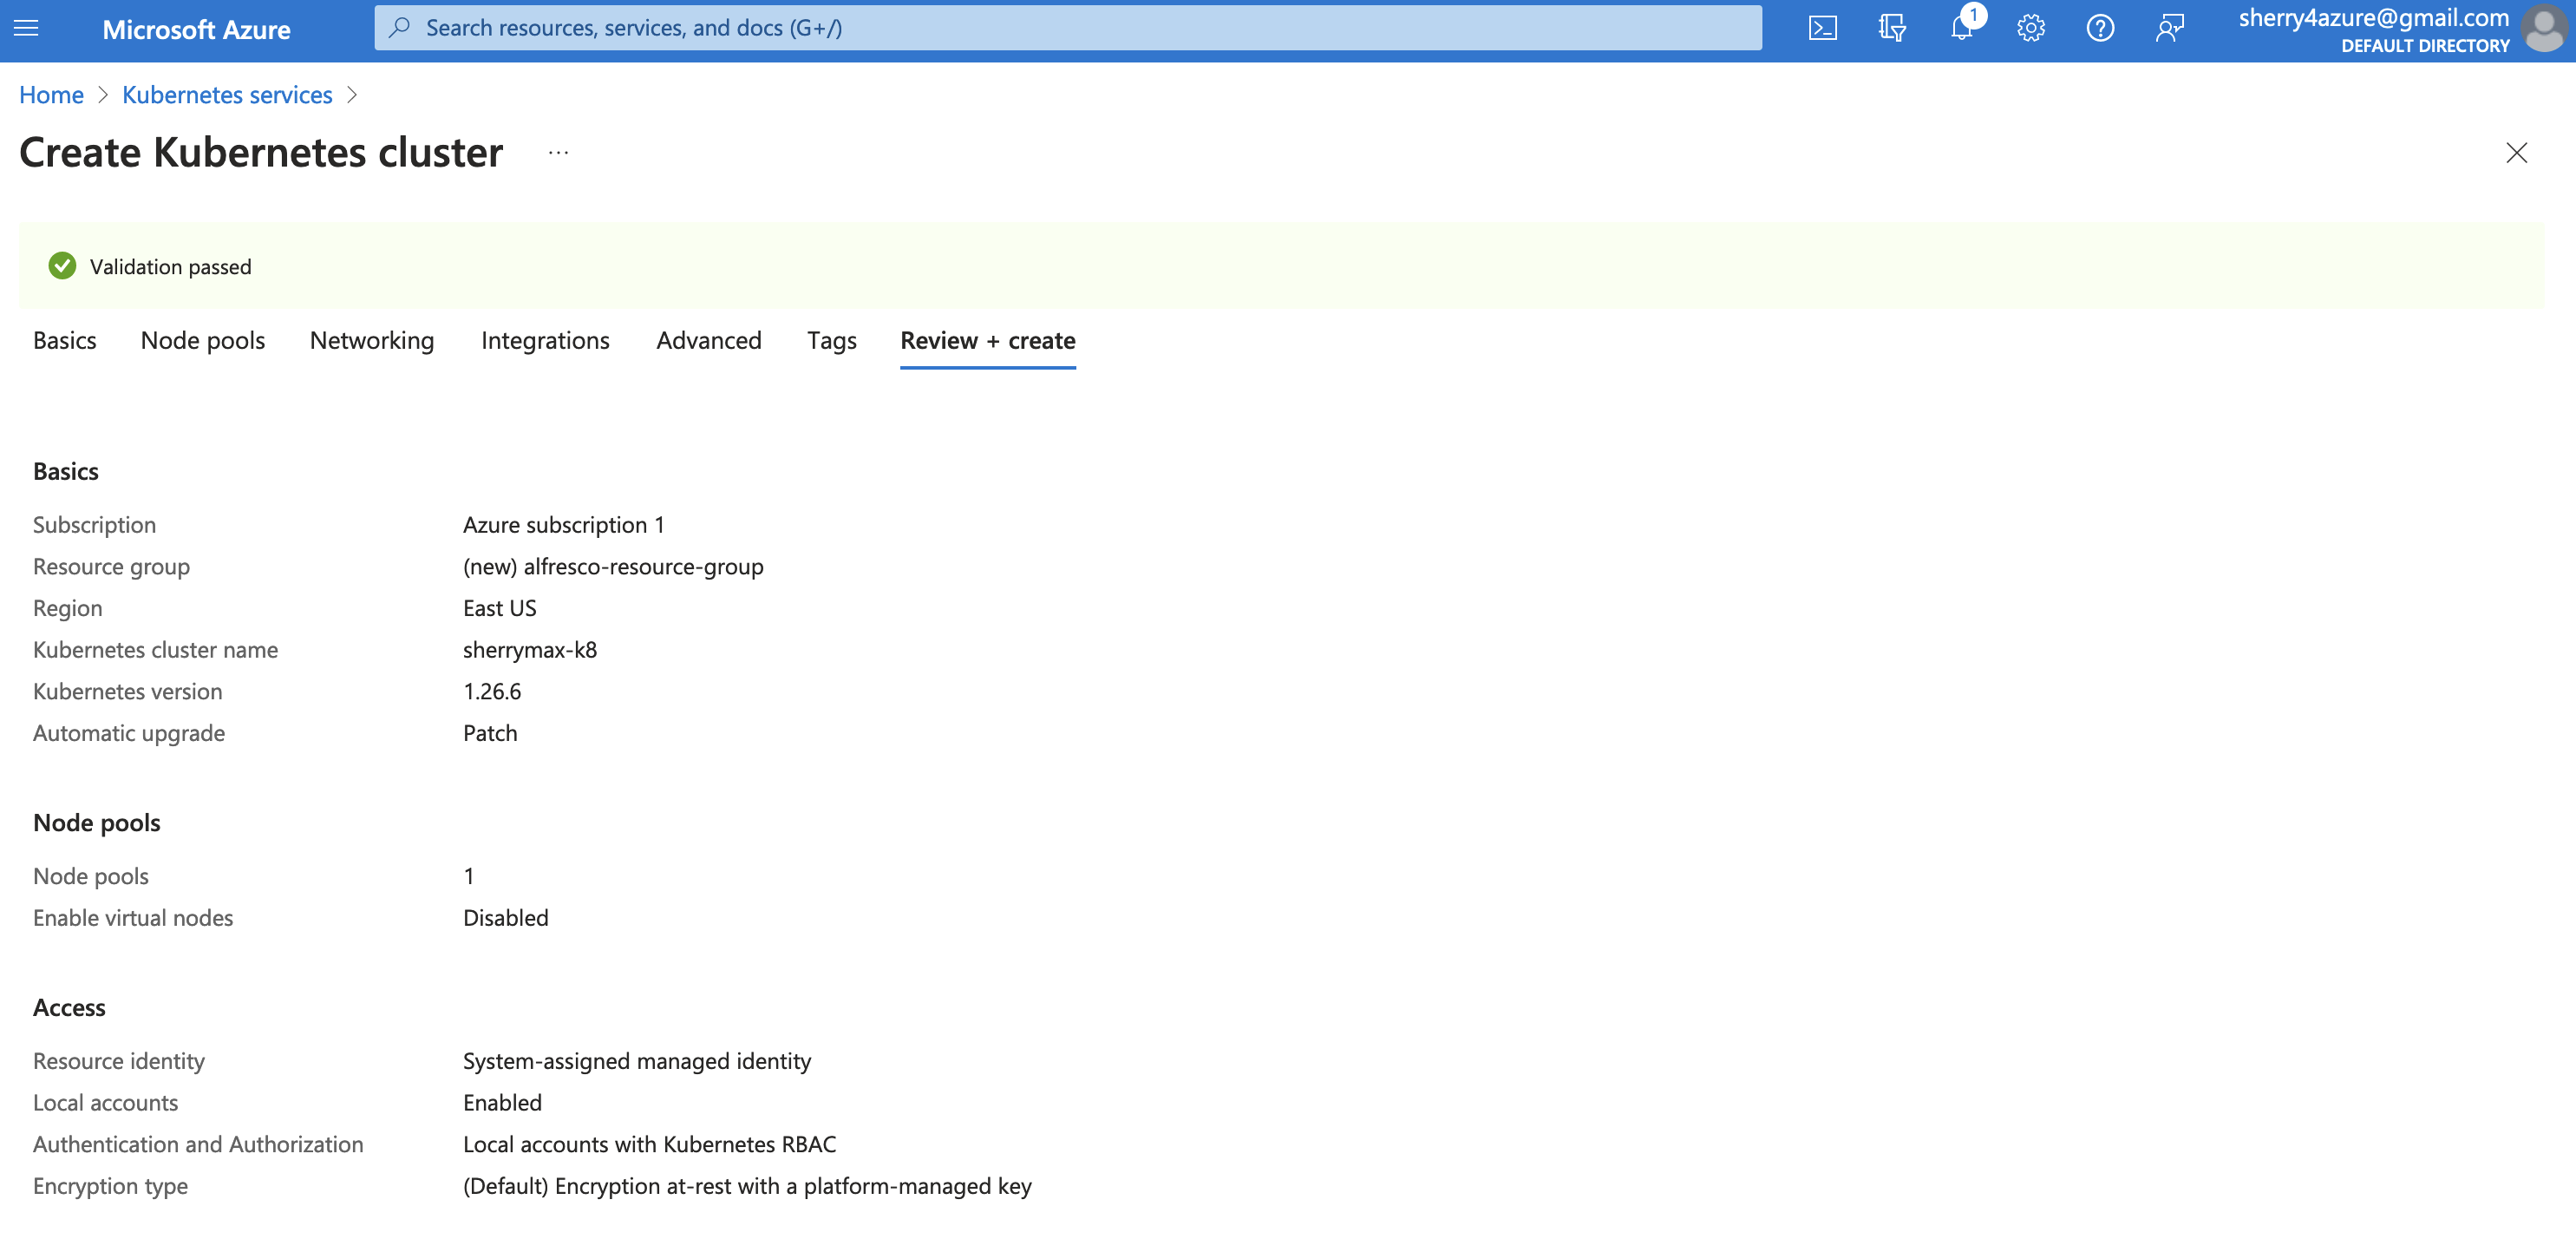 Microsoft Azure
Search resources, services, and docs (G+/)
1
sherry4azure@gmail.com
DEFAULT DIRECTORY
Home > Kubernetes services >
Create Kubernetes cluster ...
Validation passed
Basics Node pools Networking Integrations Advanced Tags Review + create
Basics
Subscription Azure subscription 1
Resource group (new) alfresco-resource-group
Region East US
Kubernetes cluster name sherrymax-k8
Kubernetes version 1.26.6
Automatic upgrade Patch
Node pools
Node pools 1
Enable virtual nodes Disabled
Access
Resource identity System-assigned managed identity
Local accounts Enabled
Authentication and Authorization Local accounts with Kubernetes RBAC
Encryption type (Default) Encryption at-rest with a platform-managed key